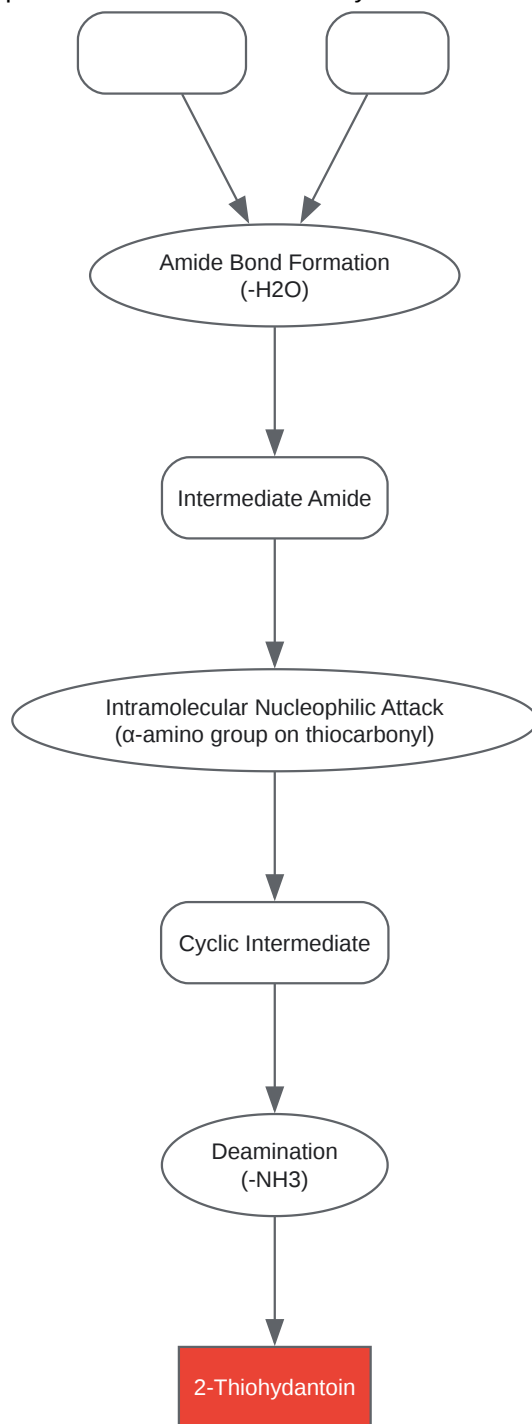 Amide Bond Formation
(-H2O)
Intermediate Amide
Intramolecular Nucleophilic Attack
(α-amino group on thiocarbonyl)
Cyclic Intermediate
Deamination
(-NH3)
2-Thiohydantoin